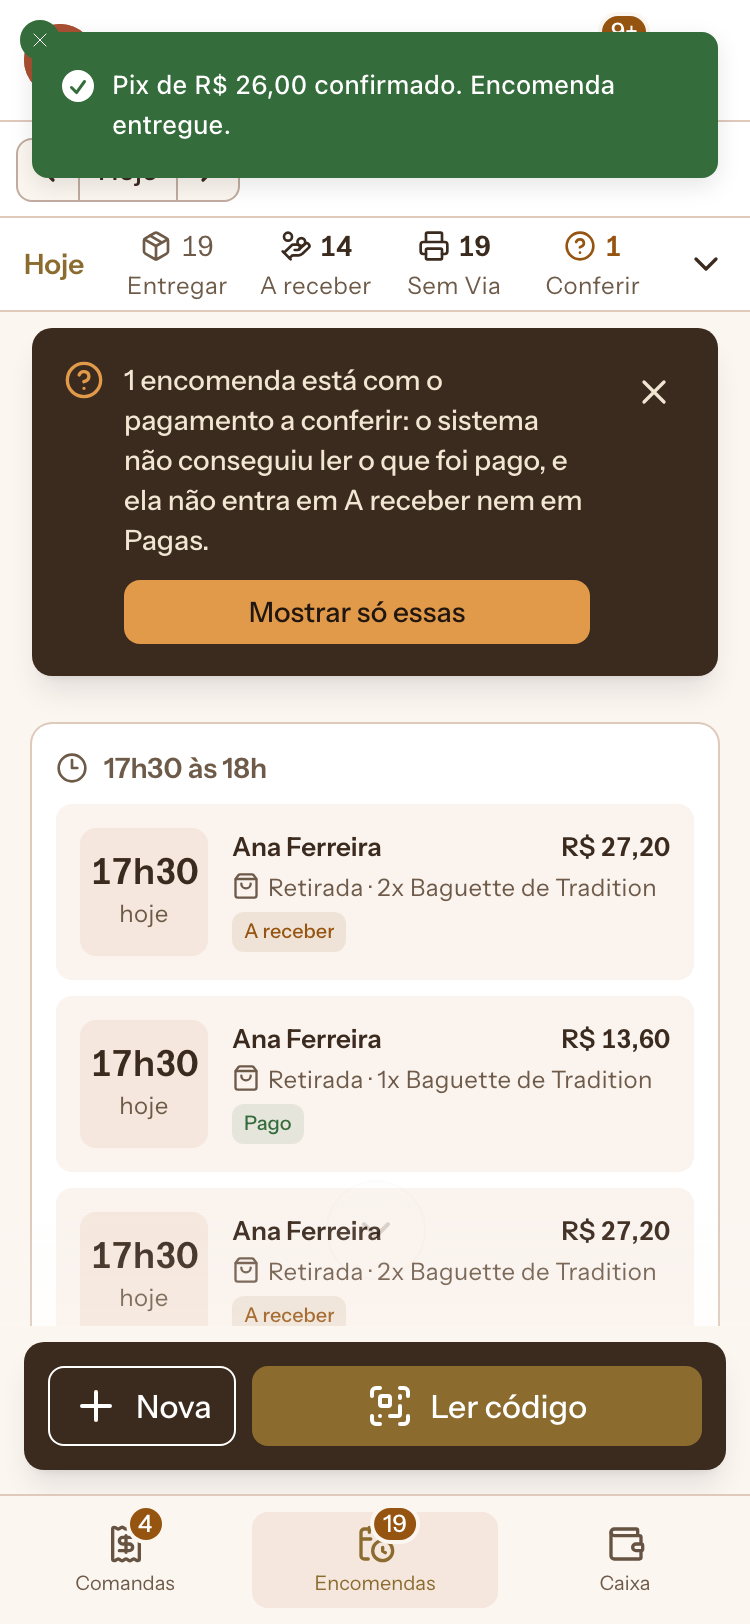 9+
Pix de R$ 26,00 confirmado. Encomenda
entregue.
Hoje
Hoje
19
Entregar
14
A receber
19
Sem Via
1
Conferir
1 encomenda está com o
pagamento a conferir: o sistema
não conseguiu ler o que foi pago, e
ela não entra em A receber nem em
Pagas.
Mostrar só essas
17h30 às 18h
17h30
hoje
Ana Ferreira
R$ 27,20
Retirada · 2x Baguette de Tradition
A receber
17h30
hoje
Ana Ferreira
R$ 13,60
Retirada · 1x Baguette de Tradition
Pago
17h30
hoje
Ana Ferreira
R$ 27,20
Retirada · 2x Baguette de Tradition
A receber
Nova
Ler código
4
Comandas
19
Encomendas
Caixa